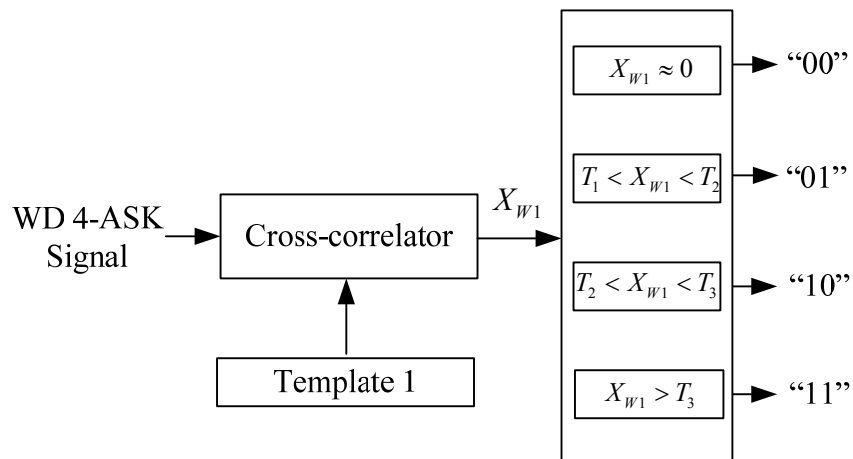 WD 4-ASK
Signal
Cross-correlator
Template 1
X_{W1}
X_{W1} ≈ 0
“00”
T_1 < X_{W1} < T_2
“01”
T_2 < X_{W1} < T_3
“10”
X_{W1} > T_3
“11”